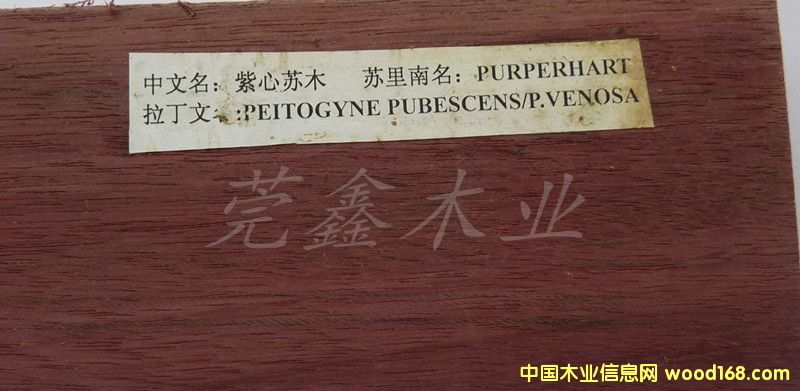 中文名：紫心苏木 苏里南名：PURPERHART
拉丁文:PEITOGYNE PUBESCENS/P.VENOSA
莞鑫木业
中国木业信息网 wood168.com